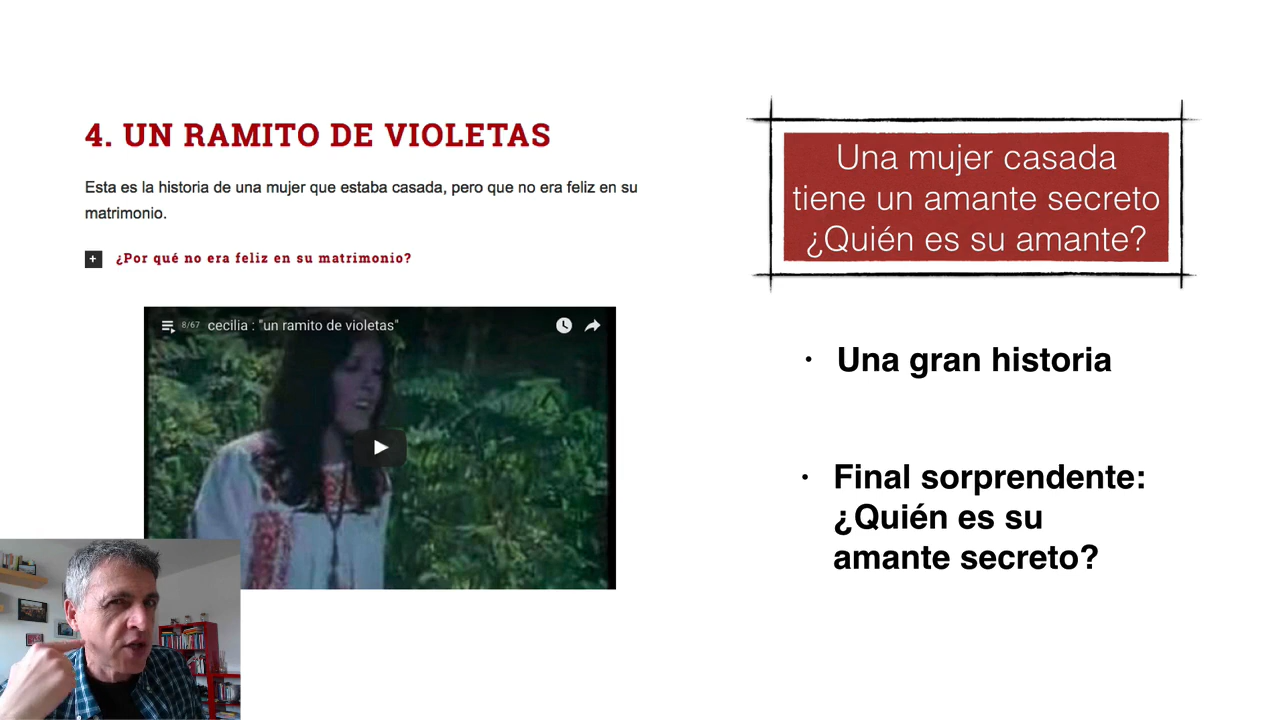 4. UN RAMITO DE VIOLETAS
Esta es la historia de una mujer que estaba casada, pero que no era feliz en su
matrimonio.
+ ¿Por qué no era feliz en su matrimonio?
8/67 cecilia : "un ramito de violetas"
Una mujer casada
tiene un amante secreto
¿Quién es su amante?
• Una gran historia
• Final sorprendente:
¿Quién es su
amante secreto?